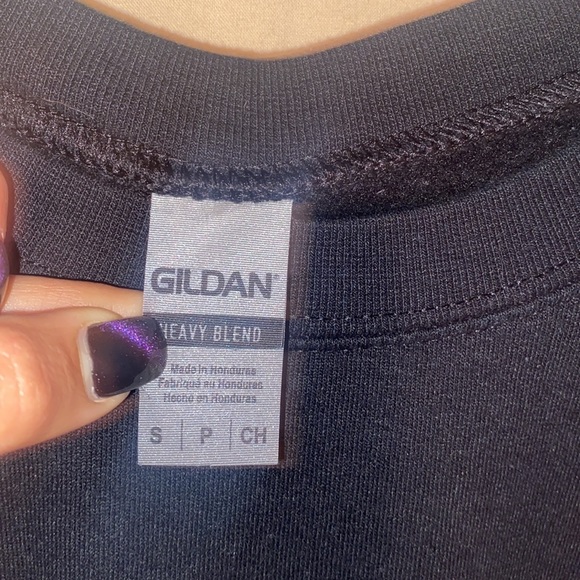 GILDAN
HEAVY BLEND
Made in Honduras
Fabriqué au Honduras
Hecho en Honduras
S | P | CH